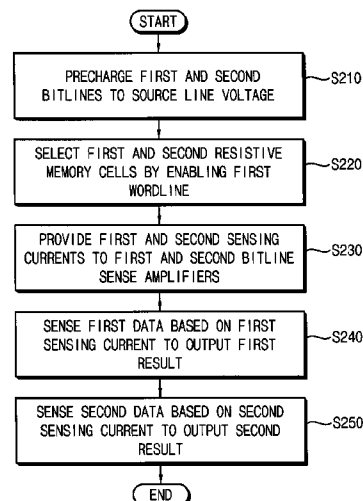 START
PRECHARGE FIRST AND SECOND
BITLINES TO SOURCE LINE VOLTAGE
S210
SELECT FIRST AND SECOND RESISTIVE
MEMORY CELLS BY ENABLING FIRST
WORDLINE
S220
PROVIDE FIRST AND SECOND SENSING
CURRENTS TO FIRST AND SECOND BITLINE
SENSE AMPLIFIERS
S230
SENSE FIRST DATA BASED ON FIRST
SENSING CURRENT TO OUTPUT FIRST
RESULT
S240
SENSE SECOND DATA BASED ON SECOND
SENSING CURRENT TO OUTPUT SECOND
RESULT
S250
END